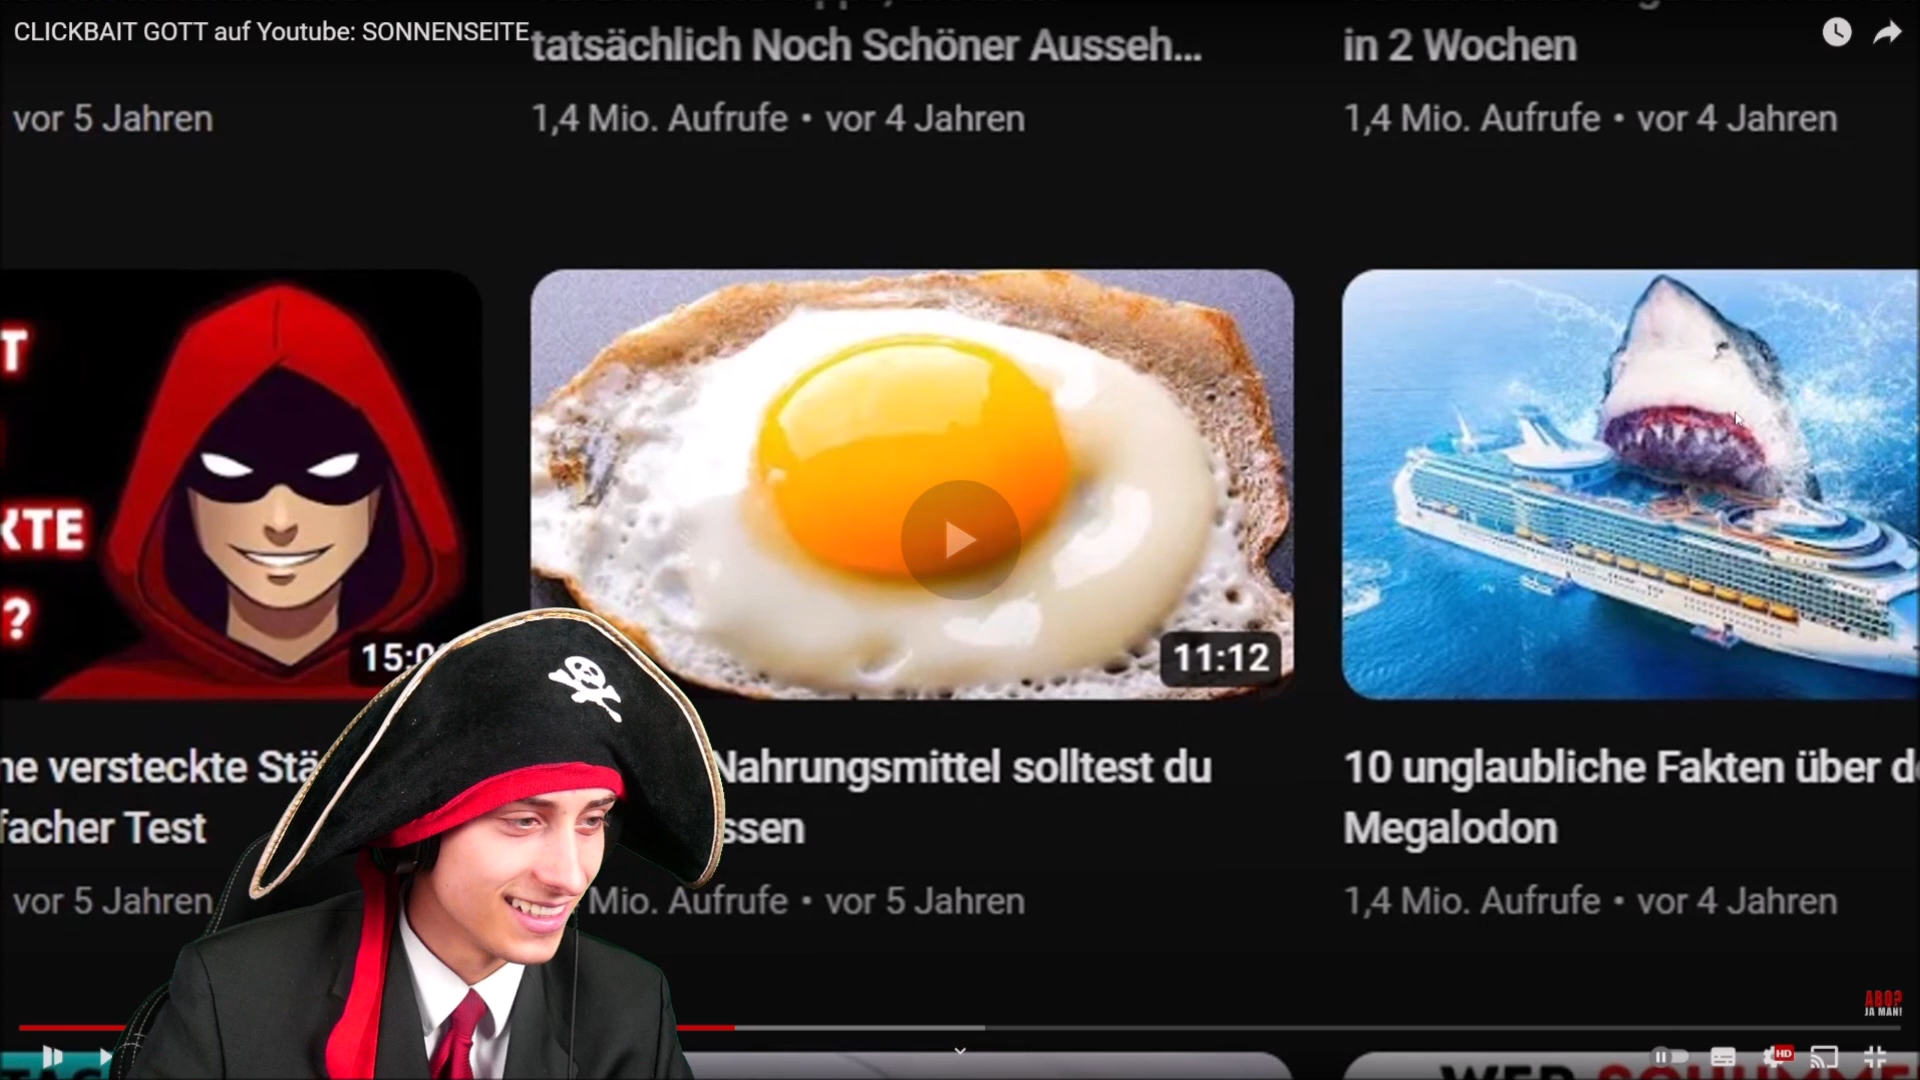 CLICKBAIT GOTT auf Youtube: SONNENSEITE
tatsächlich Noch Schöner Ausseh...
in 2 Wochen
vor 5 Jahren
1,4 Mio. Aufrufe • vor 4 Jahren
1,4 Mio. Aufrufe • vor 4 Jahren
T
KTE
?
15:0
11:12
ne versteckte Stä
facher Test
vor 5 Jahren
Nahrungsmittel solltest du
ssen
Mio. Aufrufe • vor 5 Jahren
10 unglaubliche Fakten über d
Megalodon
1,4 Mio. Aufrufe • vor 4 Jahren
ABO?
JA MAN!
HD